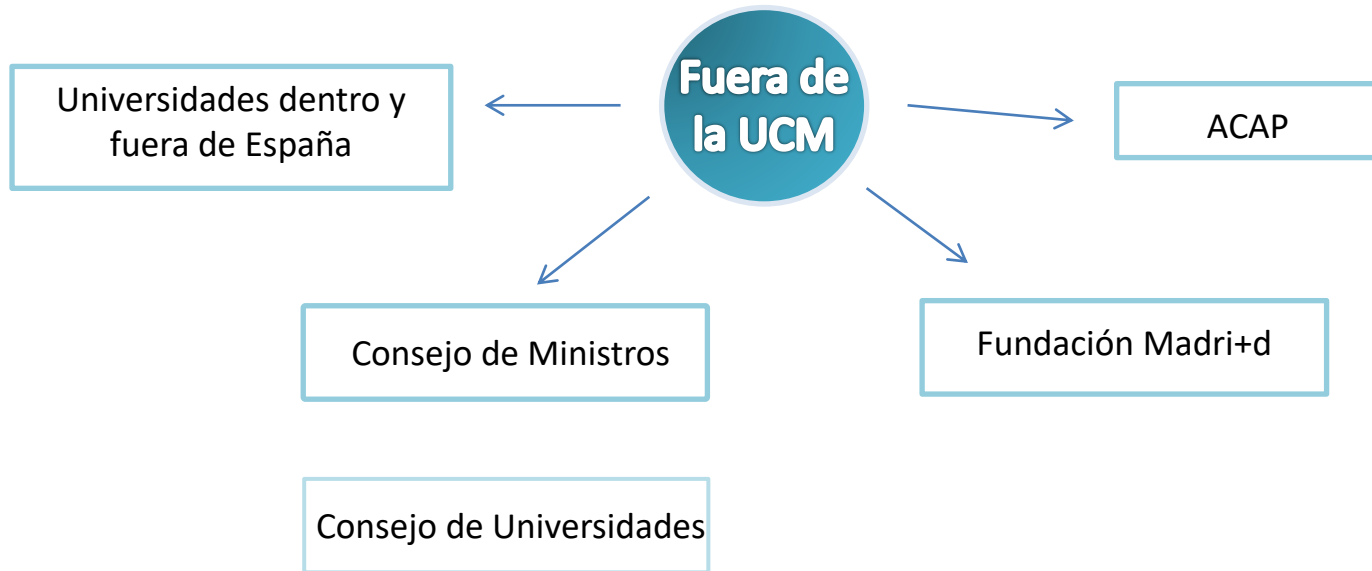 Fuera de
la UCM
Universidades dentro y
fuera de España
ACAP
Consejo de Ministros
Fundación Madri+d
Consejo de Universidades